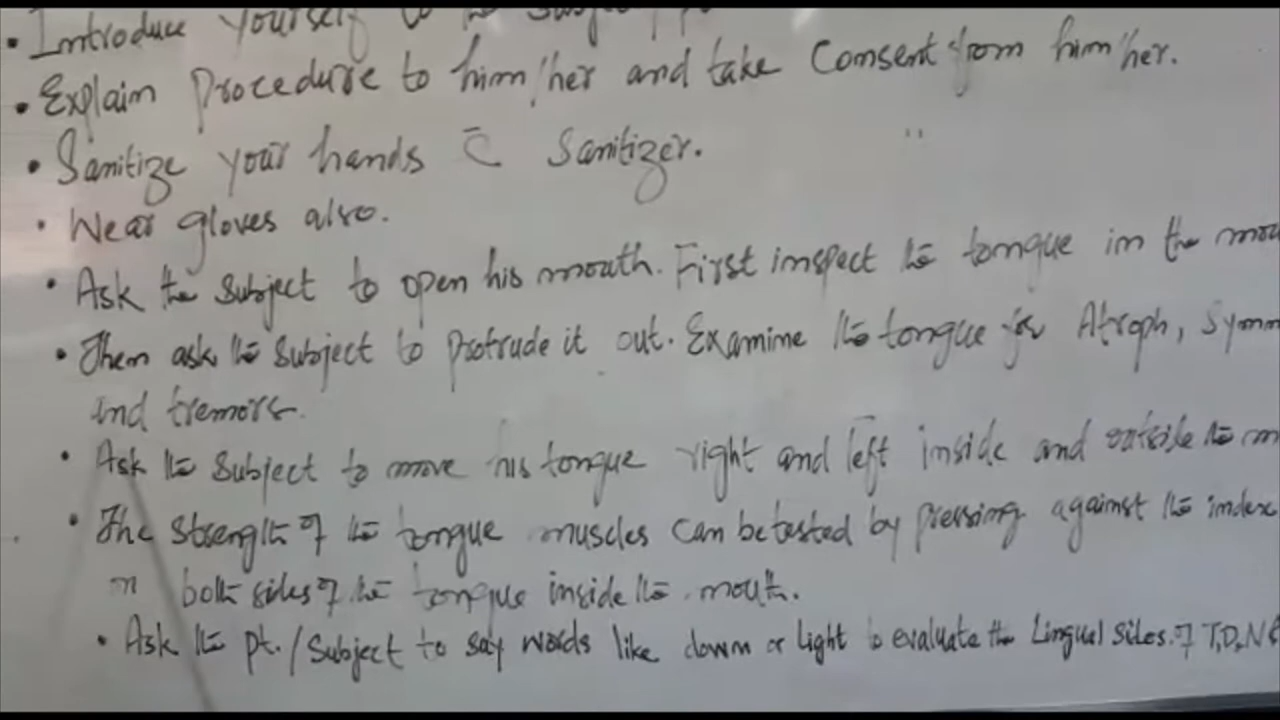 • Introduce yourself to the subject
• Explain Procedure to him/her and take Consent from him/her.
• Sanitize your hands c̄ Sanitizer.
• Wear gloves also.
• Ask the Subject to open his mouth. First inspect the tongue in the mou
• Then ask the Subject to Protrude it out. Examine the tongue for Atroph, Symm
and tremors.
• Ask the Subject to move his tongue right and left inside and outside the m
• The Strength of the tongue muscles can be tested by pressing against the index
on both sides of the tongue inside the mouth.
• Ask the pt./Subject to say words like down or light to evaluate the Lingual Sides of T,D,N &